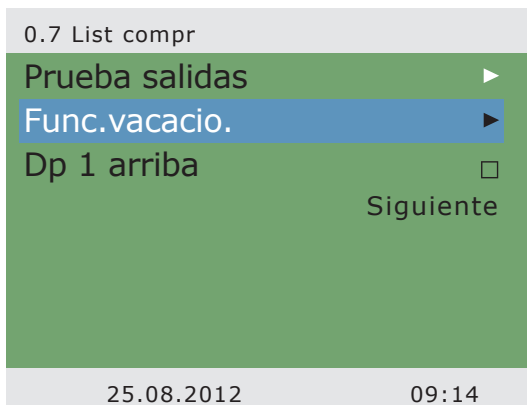 0.7 List compr
Prueba salidas
Func.vacacio.
Dp 1 arriba
Siguiente
25.08.2012 09:14